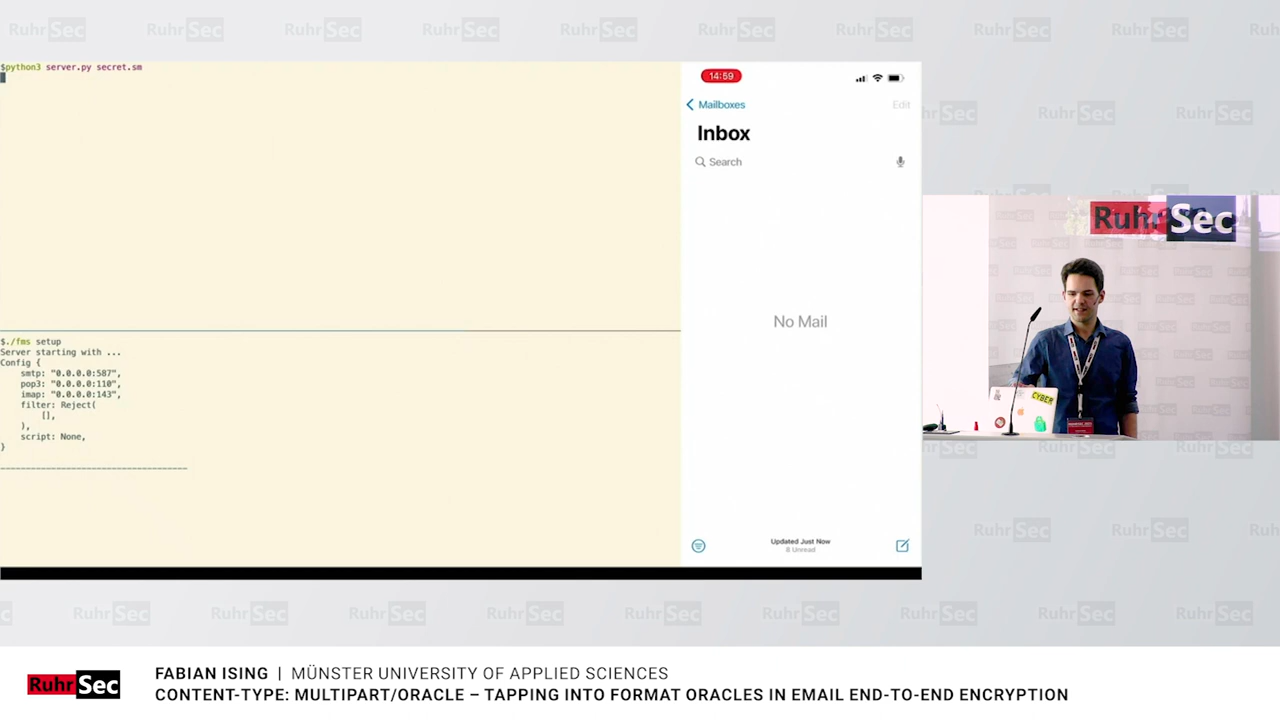 $python3 server.py secret.sm
14:59
Mailboxes
Edit
Inbox
Search
No Mail
Updated Just Now
8 Unread
$./fms setup
Server starting with ...
Config {
smtp: "0.0.0.0:587",
pop3: "0.0.0.0:110",
imap: "0.0.0.0:143",
filter: Reject(
[],
),
script: None,
}
------------------------------------
RuhrSec
CYBER
RuhrSec
FABIAN ISING | MÜNSTER UNIVERSITY OF APPLIED SCIENCES
CONTENT-TYPE: MULTIPART/ORACLE – TAPPING INTO FORMAT ORACLES IN EMAIL END-TO-END ENCRYPTION